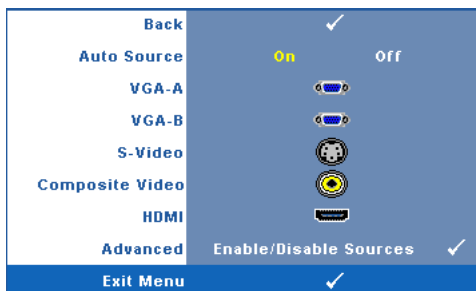 Back
Auto Source On Off
VGA-A
VGA-B
S-Video
Composite Video
HDMI
Advanced Enable/Disable Sources
Exit Menu